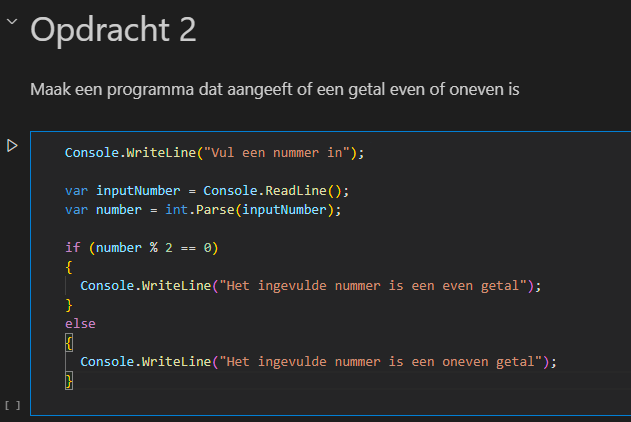 Opdracht 2
Maak een programma dat aangeeft of een getal even of oneven is
Console.WriteLine("Vul een nummer in");
var inputNumber = Console.ReadLine();
var number = int.Parse(inputNumber);
if (number % 2 == 0)
{
Console.WriteLine("Het ingevulde nummer is een even getal");
}
else
{
Console.WriteLine("Het ingevulde nummer is een oneven getal");
}
[ ]